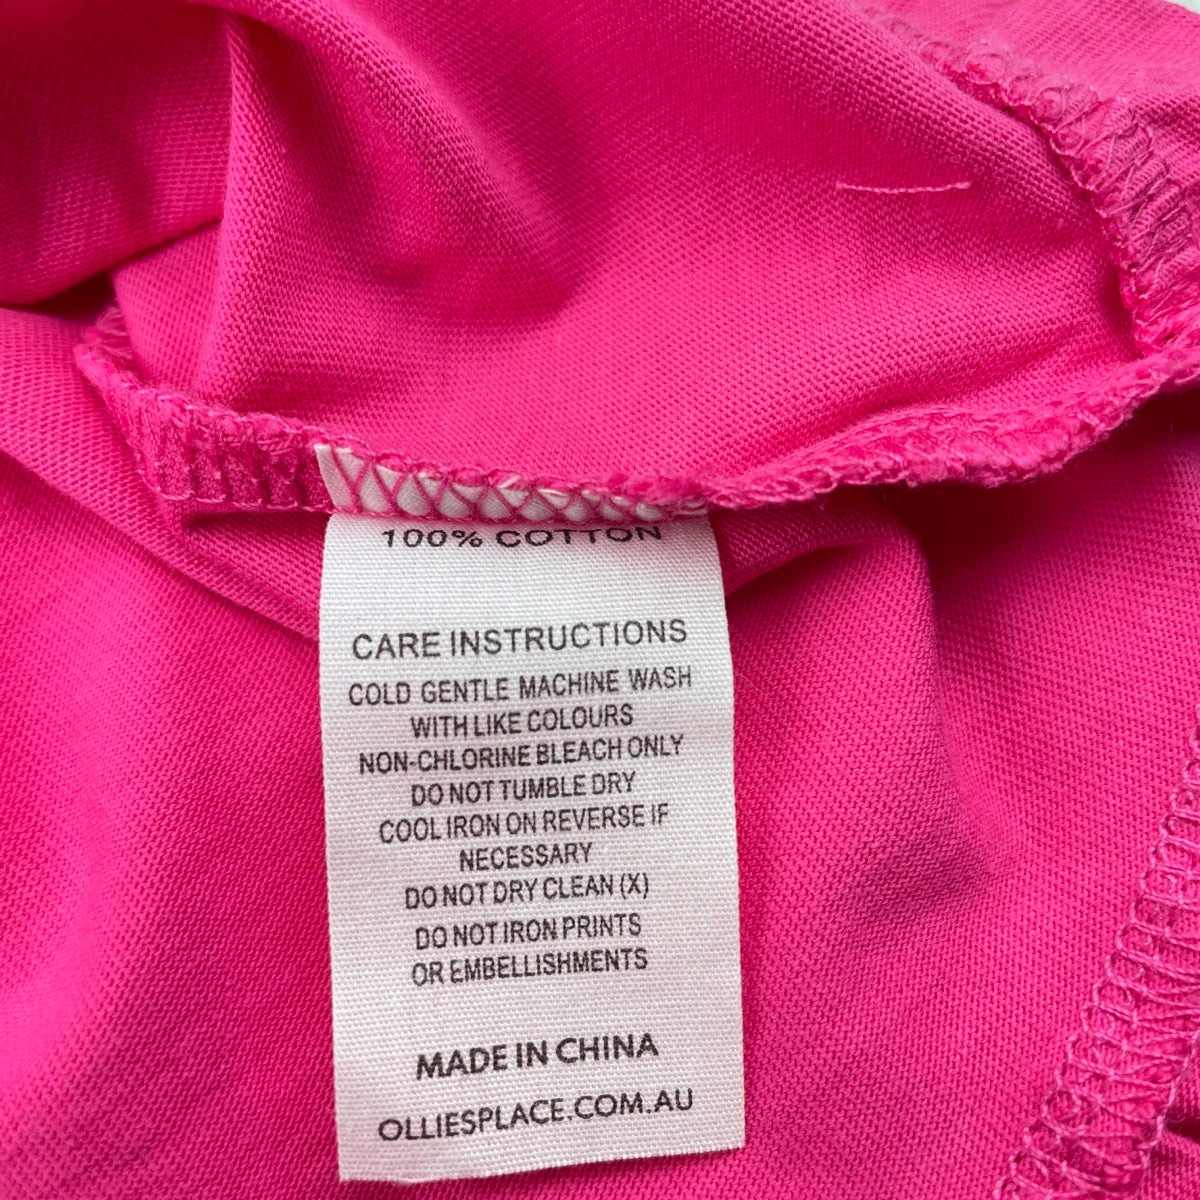 100% COTTON
CARE INSTRUCTIONS
COLD GENTLE MACHINE WASH
WITH LIKE COLOURS
NON-CHLORINE BLEACH ONLY
DO NOT TUMBLE DRY
COOL IRON ON REVERSE IF
NECESSARY
DO NOT DRY CLEAN (X)
DO NOT IRON PRINTS
OR EMBELLISHMENTS
MADE IN CHINA
OLLIESPLACE.COM.AU